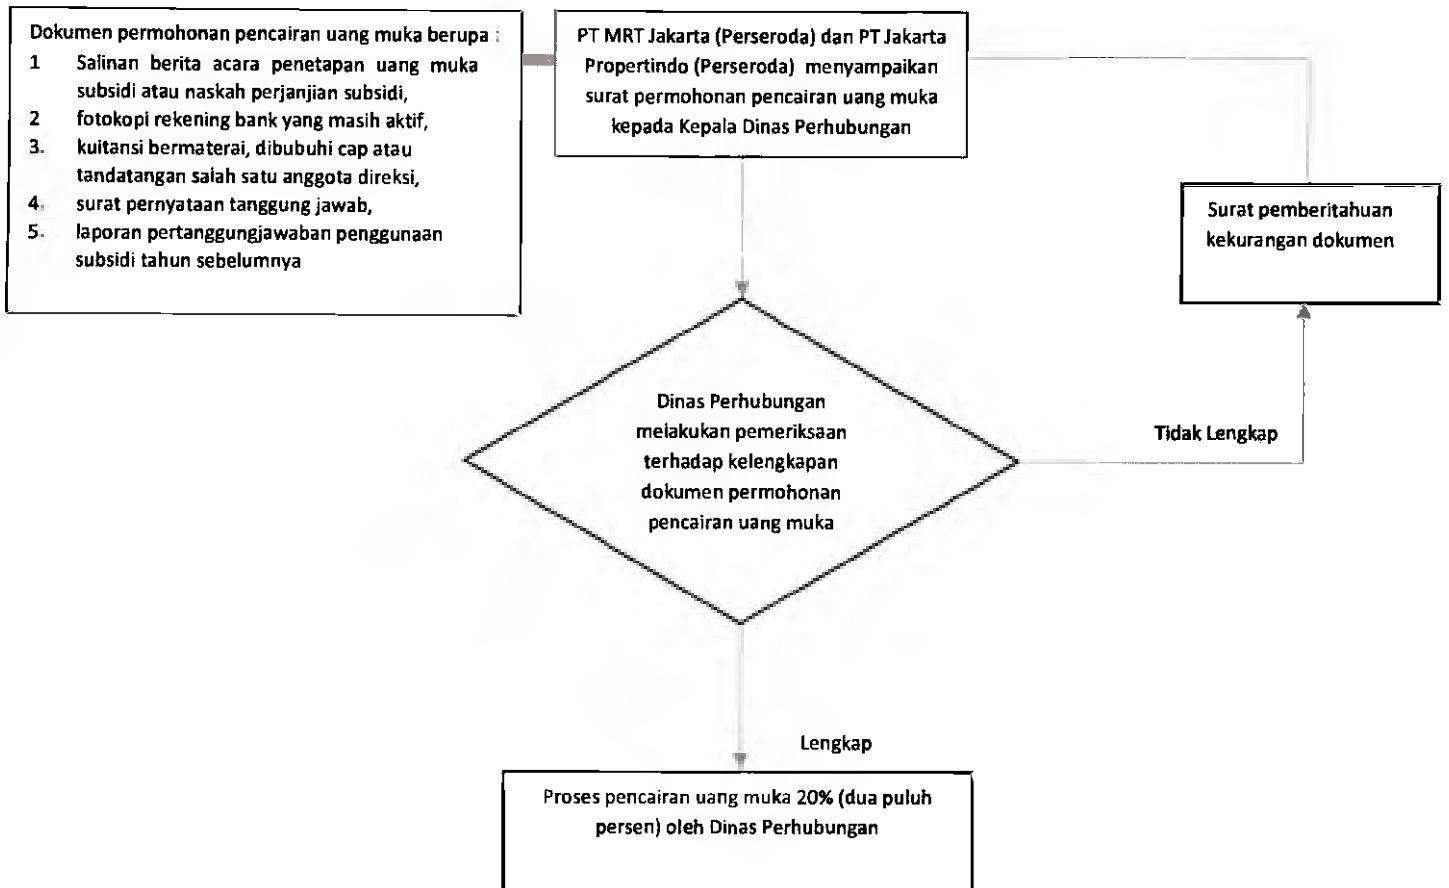 Dokumen permohonan pencairan uang muka berupa :
1 Salinan berita acara penetapan uang muka
subsidi atau naskah perjanjian subsidi,
2 fotokopi rekening bank yang masih aktif,
3. kuitansi bermaterai, dibubuhi cap atau
tandatangan salah satu anggota direksi,
4. surat pernyataan tanggung jawab,
5. laporan pertanggungjawaban penggunaan
subsidi tahun sebelumnya
PT MRT Jakarta (Perseroda) dan PT Jakarta
Propertindo (Perseroda) menyampaikan
surat permohonan pencairan uang muka
kepada Kepala Dinas Perhubungan
Surat pemberitahuan
kekurangan dokumen
Dinas Perhubungan
melakukan pemeriksaan
terhadap kelengkapan
dokumen permohonan
pencairan uang muka
Tidak Lengkap
Lengkap
Proses pencairan uang muka 20% (dua puluh
persen) oleh Dinas Perhubungan